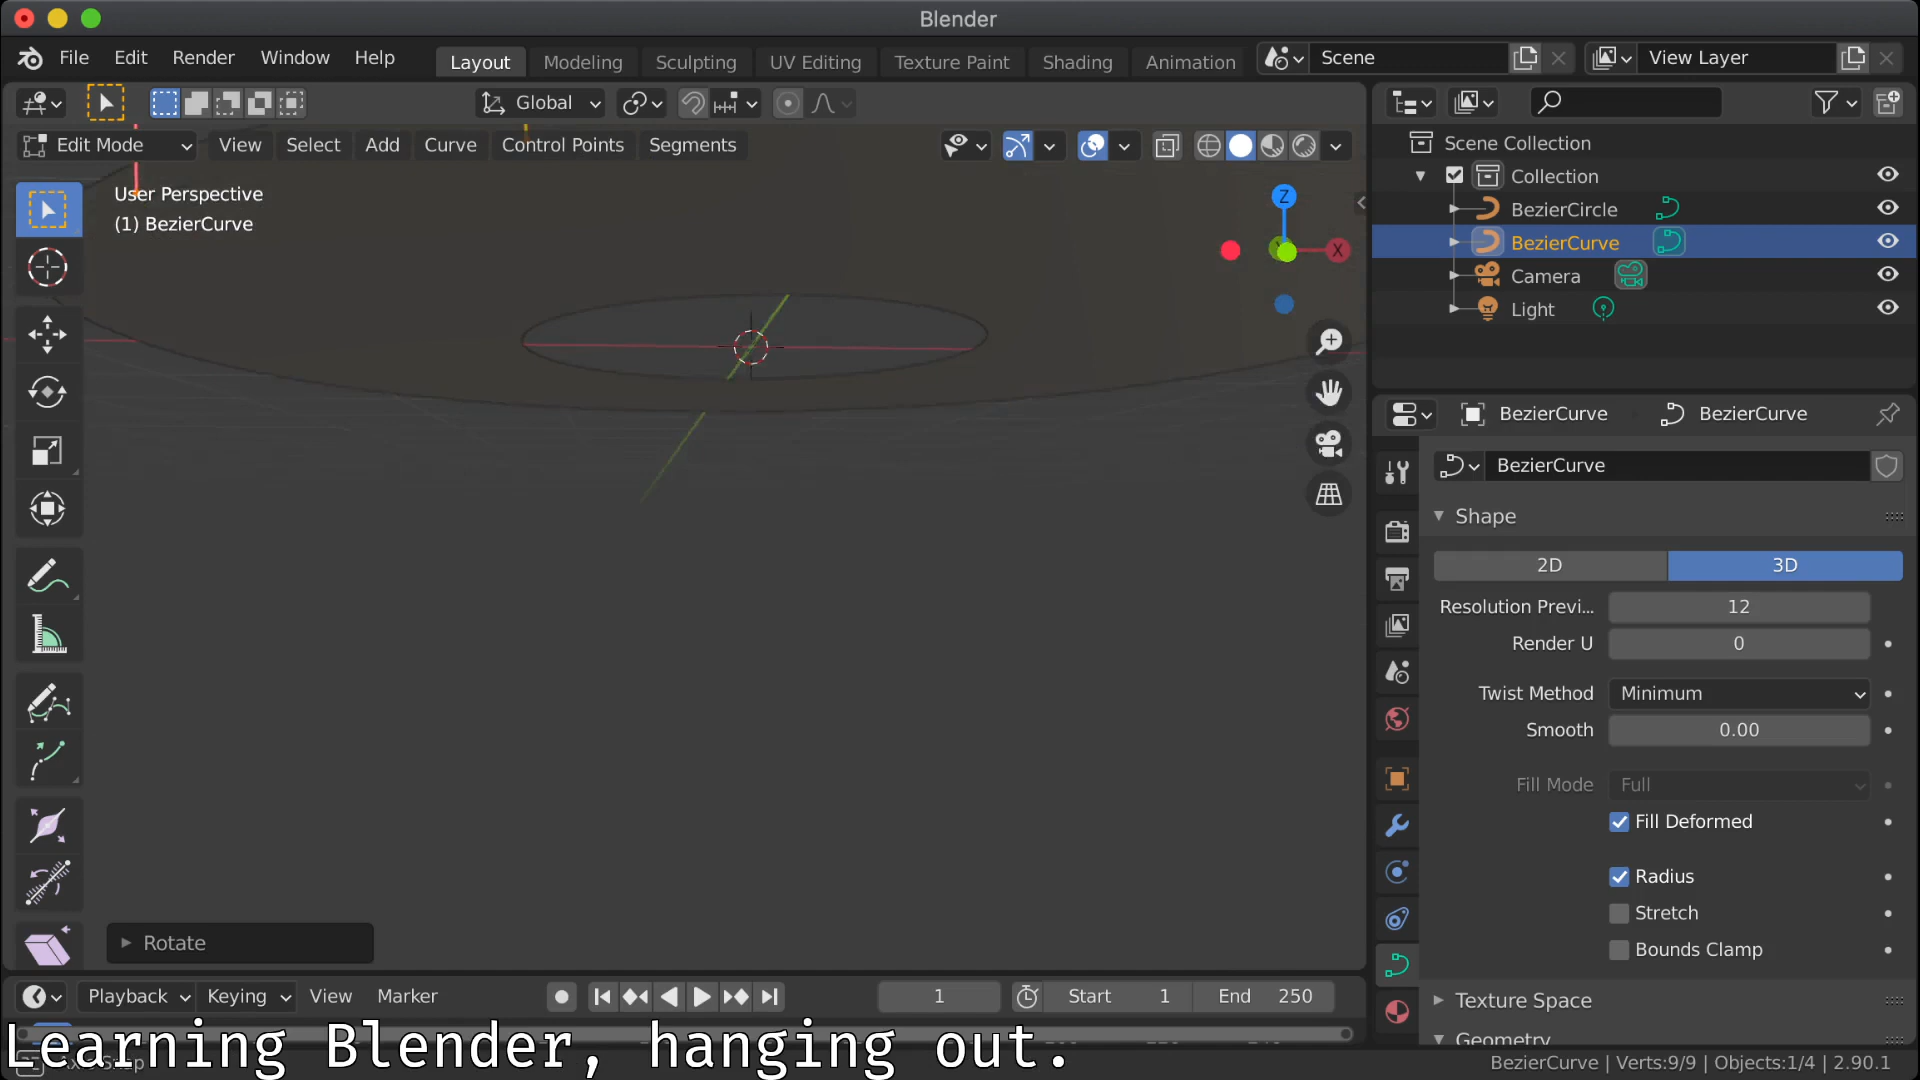 Blender
File Edit Render Window Help Layout Modeling Sculpting UV Editing Texture Paint Shading Animation Scene View Layer
Global
Edit Mode View Select Add Curve Control Points Segments
User Perspective
(1) BezierCurve
Z
X
Scene Collection
Collection
BezierCircle
BezierCurve
Camera
Light
BezierCurve BezierCurve
BezierCurve
Shape
2D 3D
Resolution Previ... 12
Render U 0
Twist Method Minimum
Smooth 0.00
Fill Mode Full
Fill Deformed
Radius
Stretch
Bounds Clamp
Texture Space
Geometry
Rotate
Playback Keying View Marker 1 Start 1 End 250
Learning Blender, hanging out.
BezierCurve | Verts:9/9 | Objects:1/4 | 2.90.1